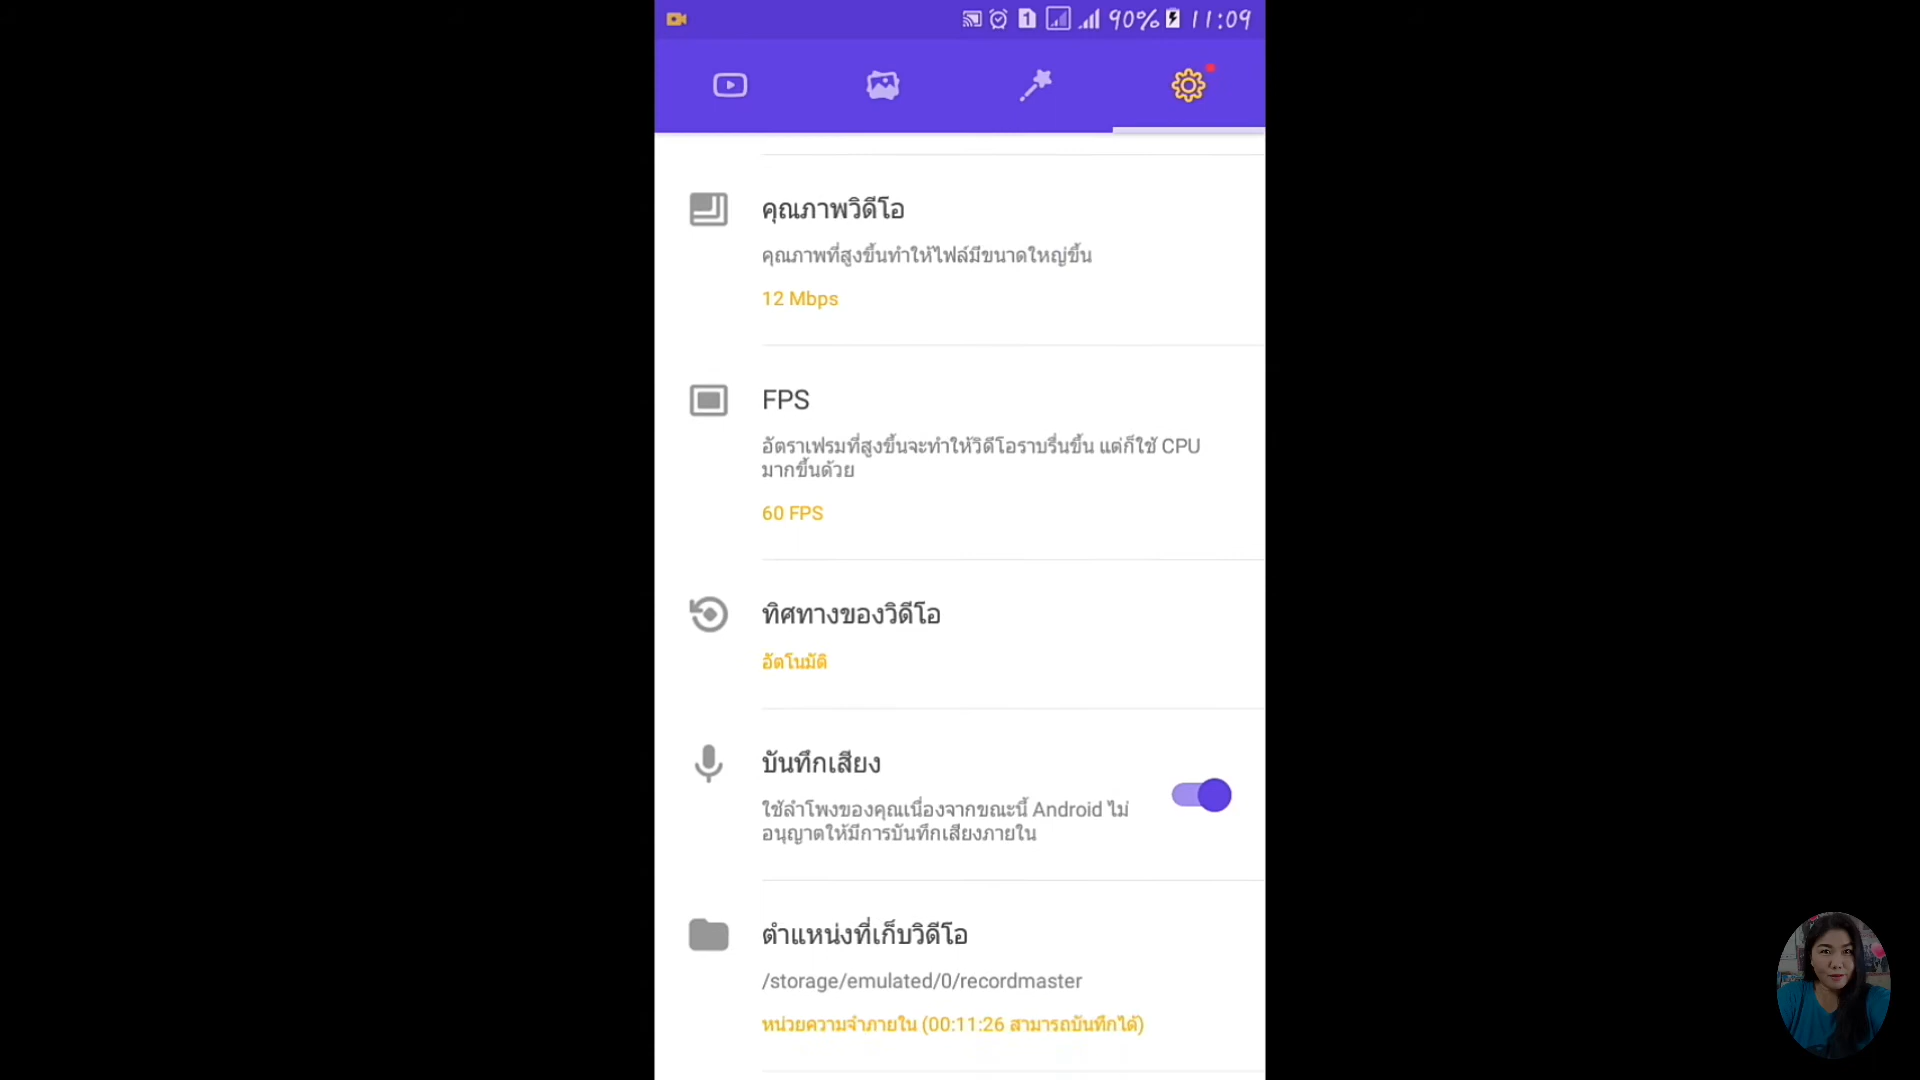 90% 11:09
คุณภาพวิดีโอ
คุณภาพที่สูงขึ้นทำให้ไฟล์มีขนาดใหญ่ขึ้น
12 Mbps
FPS
อัตราเฟรมที่สูงขึ้นจะทำให้วิดีโอราบรื่นขึ้น แต่ก็ใช้ CPU
มากขึ้นด้วย
60 FPS
ทิศทางของวิดีโอ
อัตโนมัติ
บันทึกเสียง
ใช้ลำโพงของคุณเนื่องจากขณะนี้ Android ไม่
อนุญาตให้มีการบันทึกเสียงภายใน
ตำแหน่งที่เก็บวิดีโอ
/storage/emulated/0/recordmaster
หน่วยความจำภายใน (00:11:26 สามารถบันทึกได้)